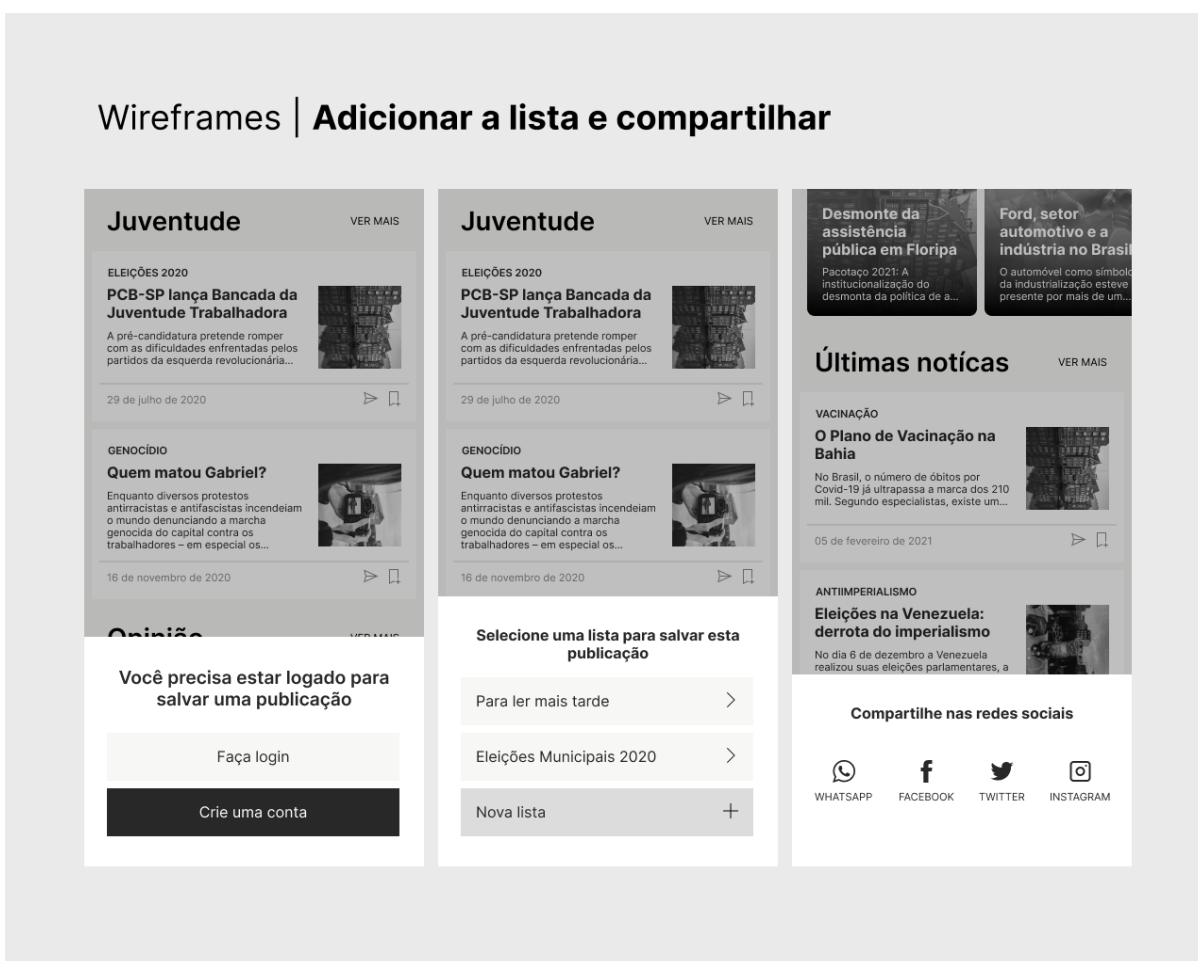 Wireframes | Adicionar a lista e compartilhar
Juventude
VER MAIS
ELEIÇÕES 2020
PCB-SP lança Bancada da
Juventude Trabalhadora
A pré-candidatura pretende romper
com as dificuldades enfrentadas pelos
partidos da esquerda revolucionária...
29 de julho de 2020
GENOCÍDIO
Quem matou Gabriel?
Enquanto diversos protestos
antirracistas e antifascistas incendeiam
o mundo denunciando a marcha
genocida do capital contra os
trabalhadores – em especial os...
16 de novembro de 2020
Opinião
VER MAIS
Você precisa estar logado para
salvar uma publicação
Faça login
Crie uma conta
Juventude
VER MAIS
ELEIÇÕES 2020
PCB-SP lança Bancada da
Juventude Trabalhadora
A pré-candidatura pretende romper
com as dificuldades enfrentadas pelos
partidos da esquerda revolucionária...
29 de julho de 2020
GENOCÍDIO
Quem matou Gabriel?
Enquanto diversos protestos
antirracistas e antifascistas incendeiam
o mundo denunciando a marcha
genocida do capital contra os
trabalhadores – em especial os...
16 de novembro de 2020
Selecione uma lista para salvar esta
publicação
Para ler mais tarde
Eleições Municipais 2020
Nova lista
Desmonte da
assistência
pública em Floripa
Pacotaço 2021: A
institucionalização do
desmonta da política de a...
Ford, setor
automotivo e a
indústria no Brasil
O automóvel como símbolo
da industrialização esteve
presente por mais de um...
Últimas notícas
VER MAIS
VACINAÇÃO
O Plano de Vacinação na
Bahia
No Brasil, o número de óbitos por
Covid-19 já ultrapassa a marca dos 210
mil. Segundo especialistas, existe um...
05 de fevereiro de 2021
ANTIIMPERIALISMO
Eleições na Venezuela:
derrota do imperialismo
No dia 6 de dezembro a Venezuela
realizou suas eleições parlamentares, a
Compartilhe nas redes sociais
WHATSAPP
FACEBOOK
TWITTER
INSTAGRAM